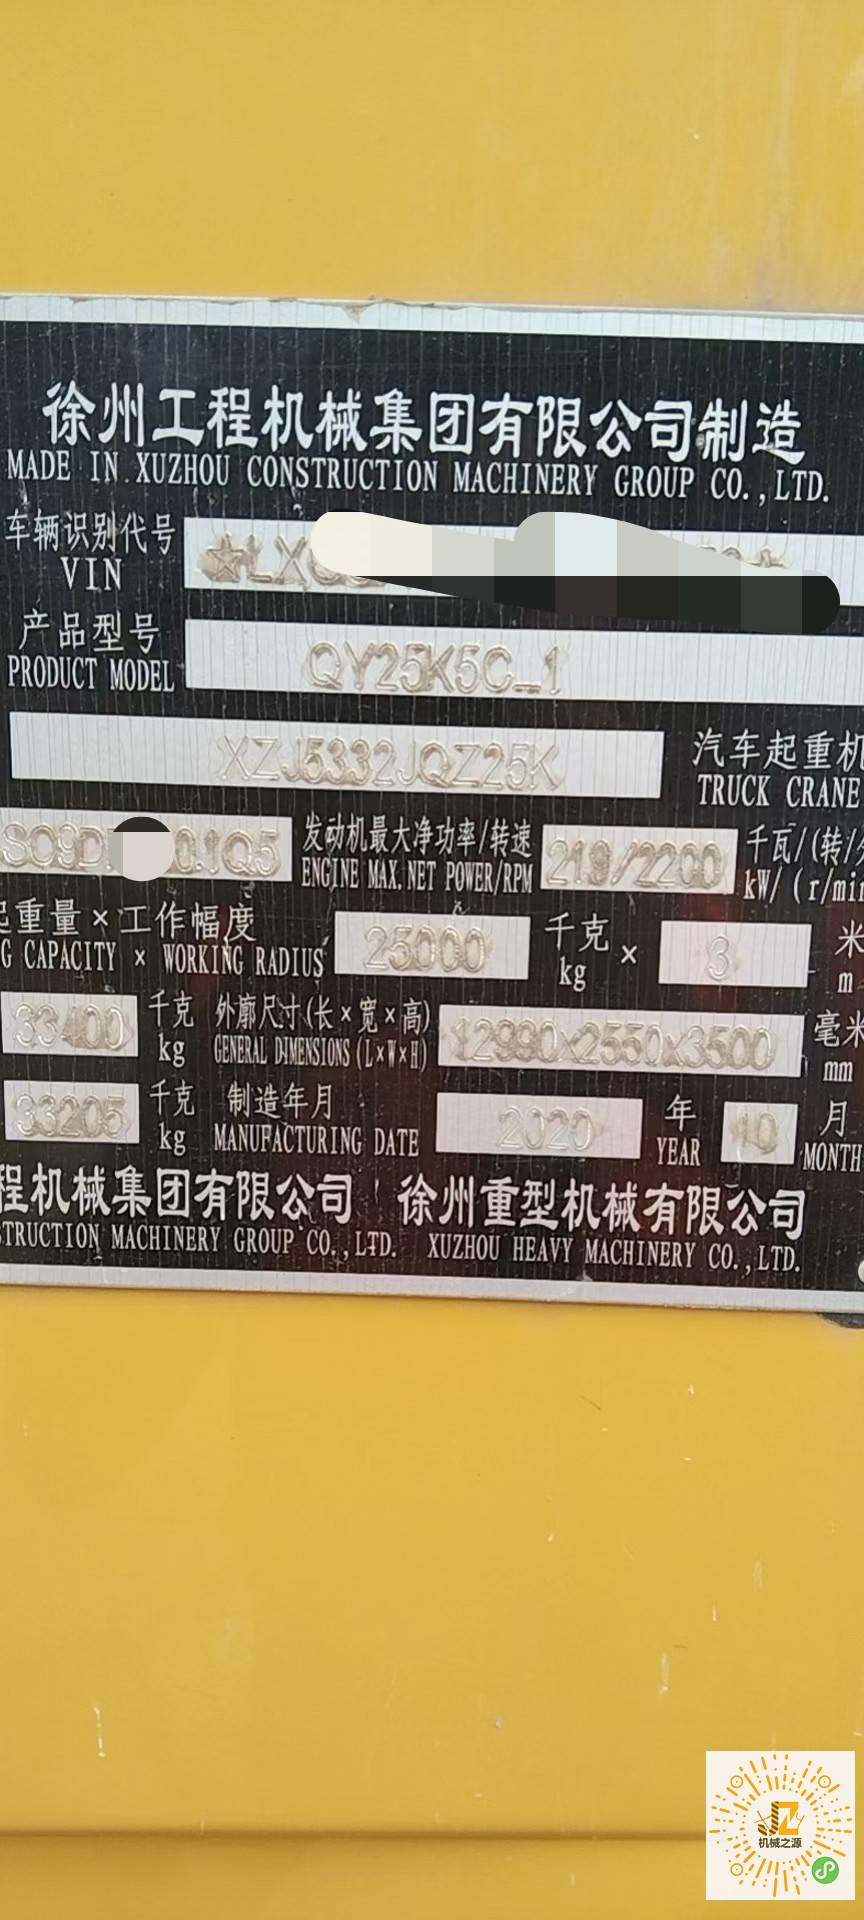 徐州工程机械集团有限公司制造
MADE IN XUZHOU CONSTRUCTION MACHINERY GROUP CO.,LTD.
车辆识别代号
VIN
☆LX
产品型号
PRODUCT MODEL
QY25K5C_1
XZJ5332JQZ25K
汽车起重机
TRUCK CRANE
发动机最大净功率/转速
ENGINE MAX.NET POWER/RPM
219/2200
千瓦/(转/分
kW/(r/min
起重量×工作幅度
G CAPACITY × WORKING RADIUS
25000
千克
kg
×
3
米
m
33400
千克
kg
外廓尺寸(长×宽×高)
GENERAL DIMENSIONS(L×W×H)
12990x2550x3500
毫米
mm
33205
千克
kg
制造年月
MANUFACTURING DATE
2020
年
YEAR
10
月
MONTH
程机械集团有限公司 徐州重型机械有限公司
STRUCTION MACHINERY GROUP CO.,LTD. XUZHOU HEAVY MACHINERY CO.,LTD.
JZ
机械之源